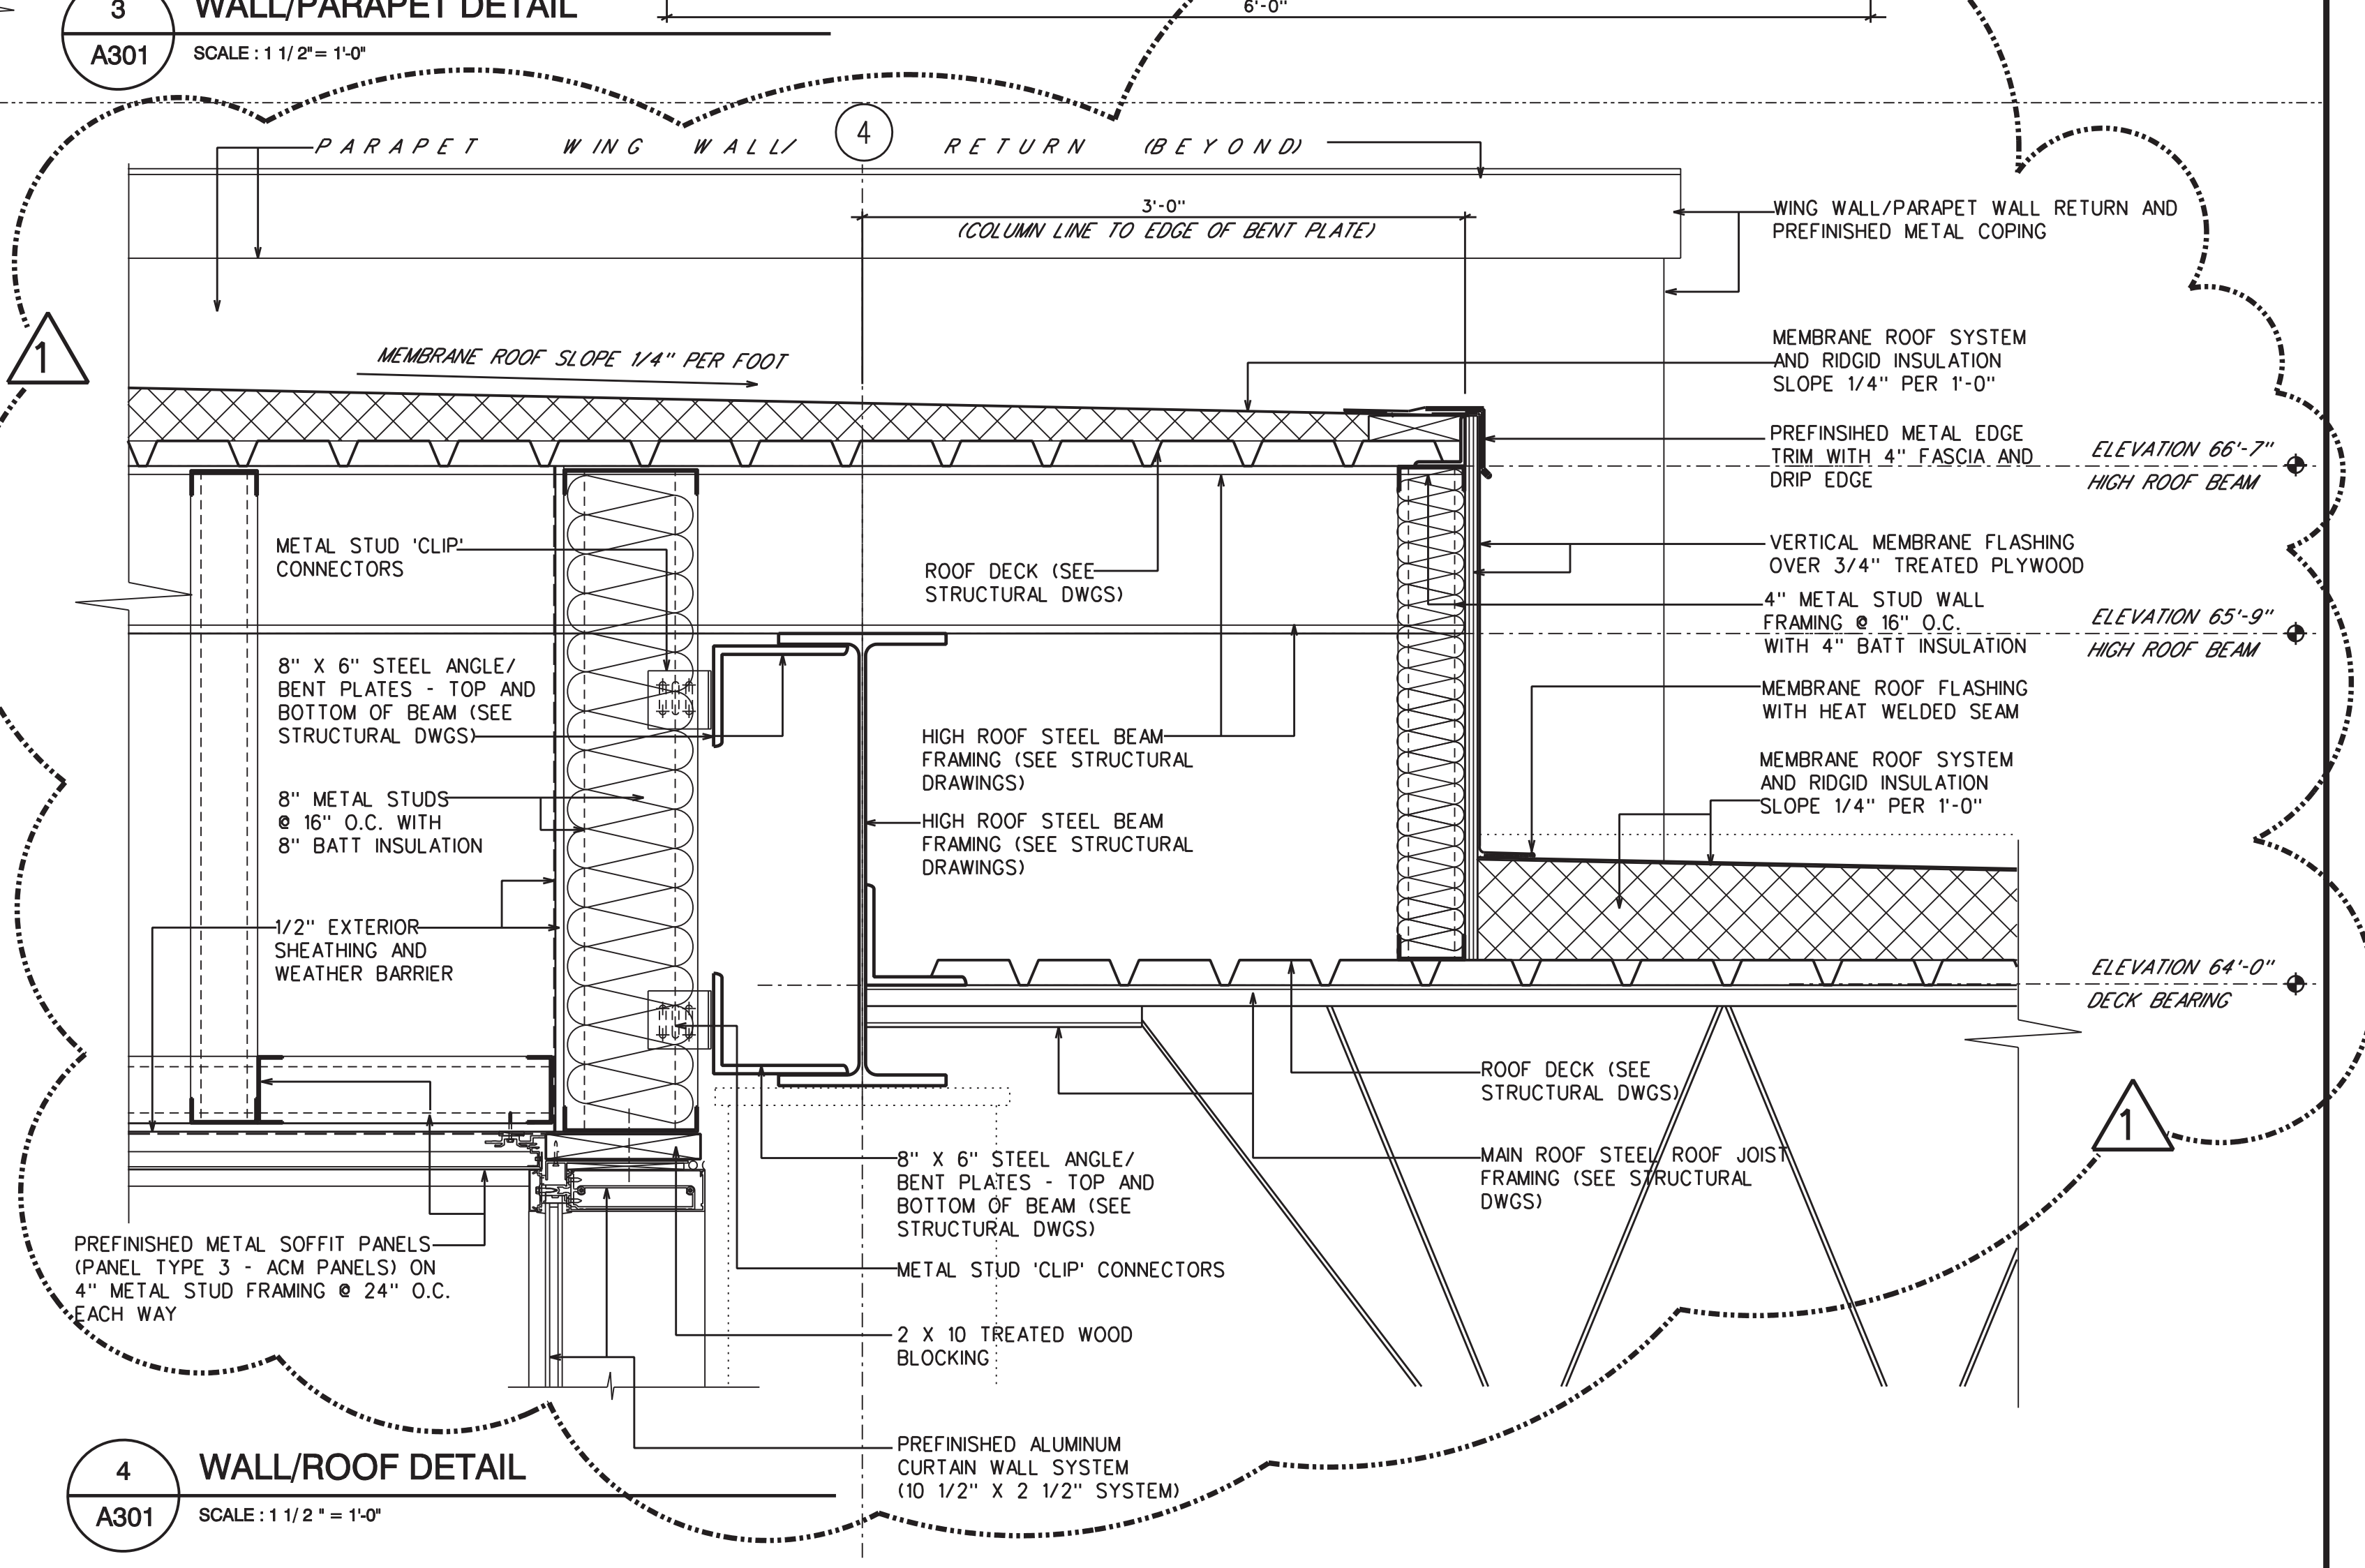 3
WALL/PARAPET DETAIL
A301
SCALE : 1 1/ 2"= 1'-0"
6'-0"
4
PARAPET WING WALL/ RETURN (BEYOND)
3'-0"
(COLUMN LINE TO EDGE OF BENT PLATE)
WING WALL/PARAPET WALL RETURN AND
PREFINISHED METAL COPING
1
MEMBRANE ROOF SLOPE 1/4" PER FOOT
MEMBRANE ROOF SYSTEM
AND RIDGID INSULATION
SLOPE 1/4" PER 1'-0"
PREFINSIHED METAL EDGE
TRIM WITH 4" FASCIA AND
DRIP EDGE
ELEVATION 66'-7"
HIGH ROOF BEAM
METAL STUD 'CLIP'
CONNECTORS
ROOF DECK (SEE
STRUCTURAL DWGS)
VERTICAL MEMBRANE FLASHING
OVER 3/4" TREATED PLYWOOD
4" METAL STUD WALL
FRAMING @ 16" O.C.
WITH 4" BATT INSULATION
ELEVATION 65'-9"
HIGH ROOF BEAM
8" X 6" STEEL ANGLE/
BENT PLATES - TOP AND
BOTTOM OF BEAM (SEE
STRUCTURAL DWGS)
HIGH ROOF STEEL BEAM
FRAMING (SEE STRUCTURAL
DRAWINGS)
MEMBRANE ROOF FLASHING
WITH HEAT WELDED SEAM
MEMBRANE ROOF SYSTEM
AND RIDGID INSULATION
SLOPE 1/4" PER 1'-0"
8" METAL STUDS
@ 16" O.C. WITH
8" BATT INSULATION
HIGH ROOF STEEL BEAM
FRAMING (SEE STRUCTURAL
DRAWINGS)
1/2" EXTERIOR
SHEATHING AND
WEATHER BARRIER
ELEVATION 64'-0"
DECK BEARING
ROOF DECK (SEE
STRUCTURAL DWGS)
1
MAIN ROOF STEEL ROOF JOIST
FRAMING (SEE STRUCTURAL
DWGS)
8" X 6" STEEL ANGLE/
BENT PLATES - TOP AND
BOTTOM OF BEAM (SEE
STRUCTURAL DWGS)
PREFINISHED METAL SOFFIT PANELS
(PANEL TYPE 3 - ACM PANELS) ON
4" METAL STUD FRAMING @ 24" O.C.
EACH WAY
METAL STUD 'CLIP' CONNECTORS
2 X 10 TREATED WOOD
BLOCKING
PREFINISHED ALUMINUM
CURTAIN WALL SYSTEM
(10 1/2" X 2 1/2" SYSTEM)
4
WALL/ROOF DETAIL
A301
SCALE : 1 1/ 2 " = 1'-0"